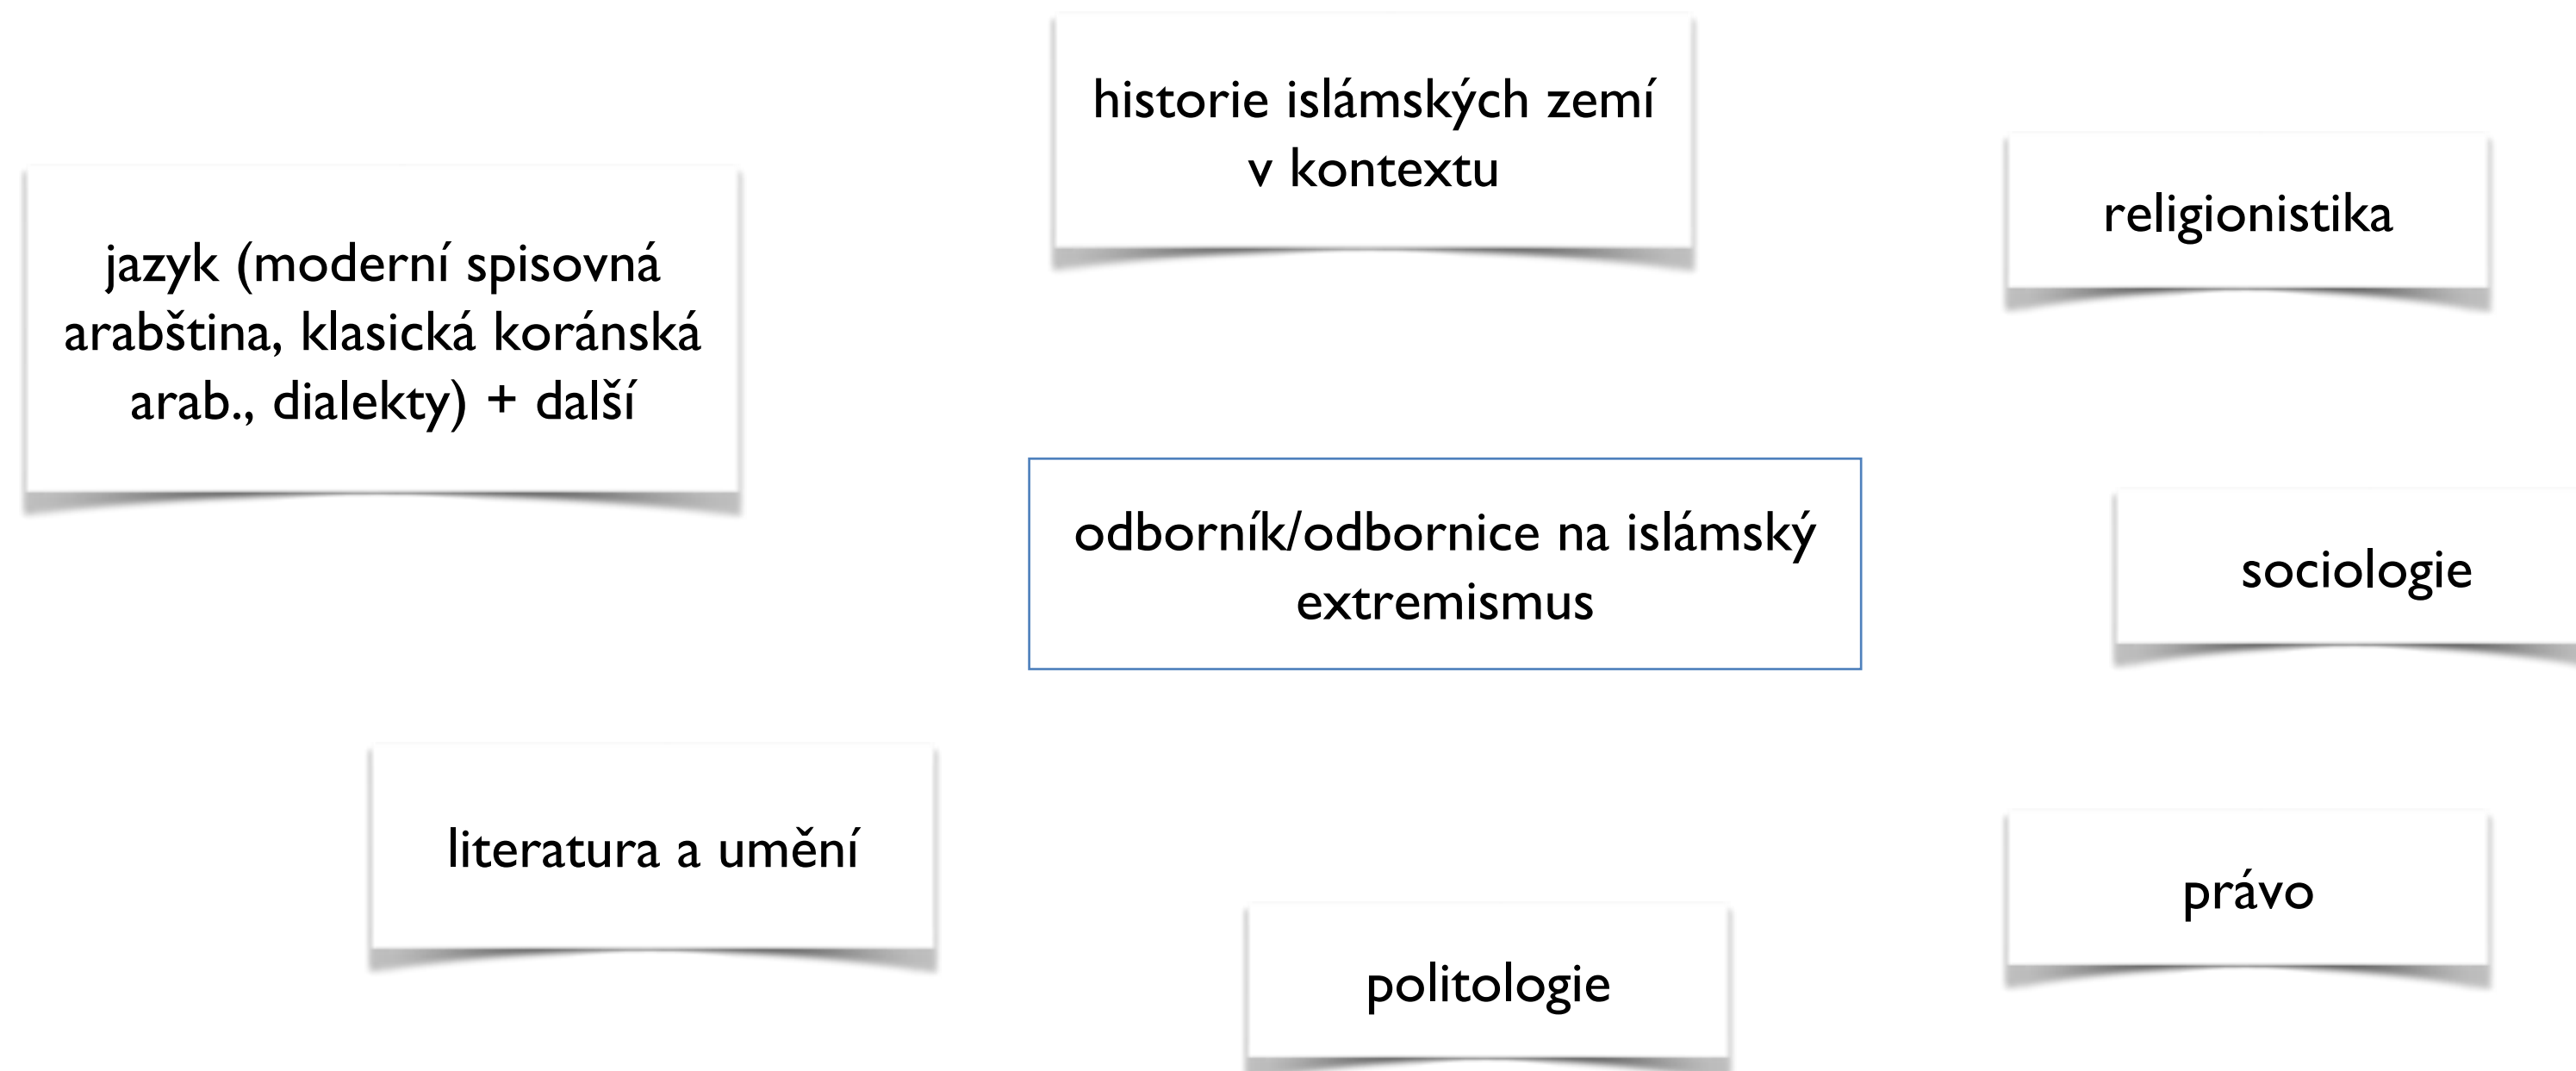 historie islámských zemí
v kontextu
religionistika
jazyk (moderní spisovná
arabština, klasická koránská
arab., dialekty) + další
odborník/odbornice na islámský
extremismus
sociologie
literatura a umění
právo
politologie